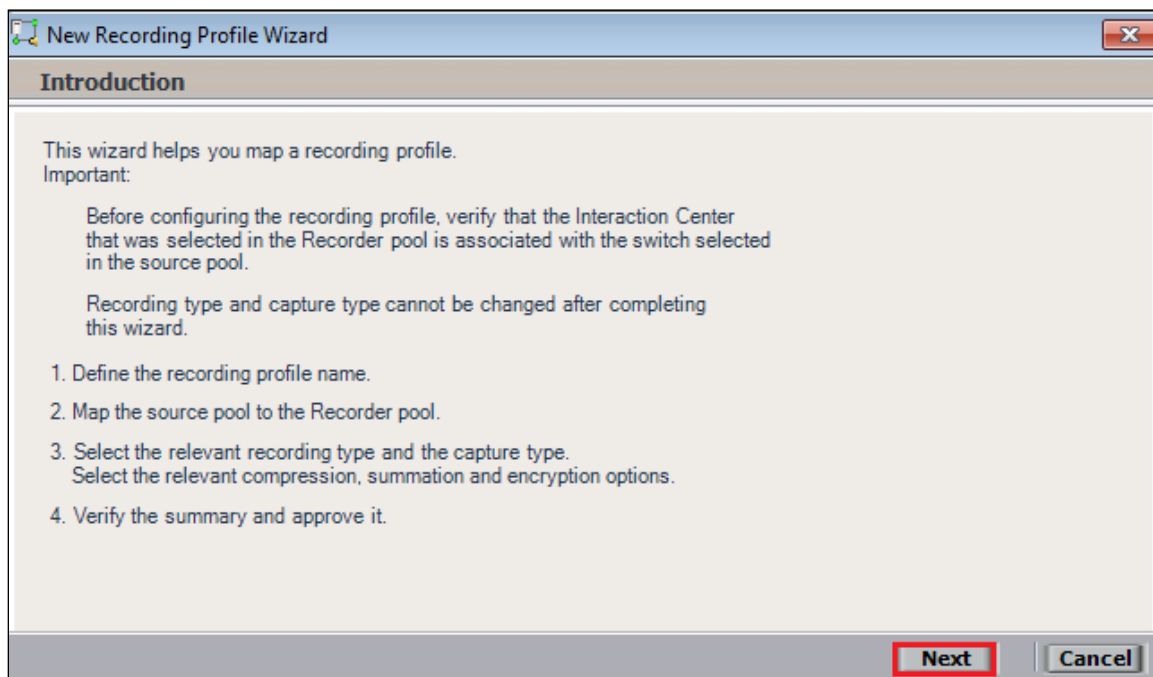 New Recording Profile Wizard
Introduction
This wizard helps you map a recording profile.
Important:
Before configuring the recording profile, verify that the Interaction Center
that was selected in the Recorder pool is associated with the switch selected
in the source pool.
Recording type and capture type cannot be changed after completing
this wizard.
1. Define the recording profile name.
2. Map the source pool to the Recorder pool.
3. Select the relevant recording type and the capture type.
Select the relevant compression, summation and encryption options.
4. Verify the summary and approve it.
Next Cancel